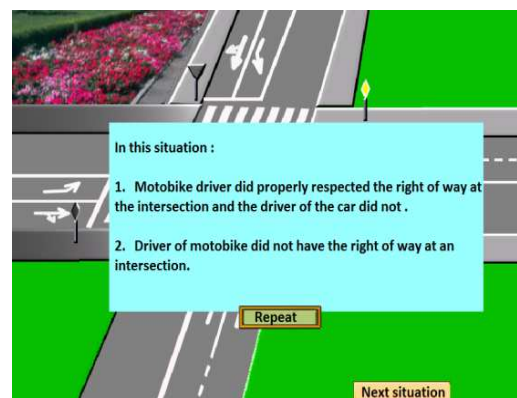 In this situation :
1. Motobike driver did properly respected the right of way at
the intersection and the driver of the car did not .
2. Driver of motobike did not have the right of way at an
intersection.
Repeat
Next situation